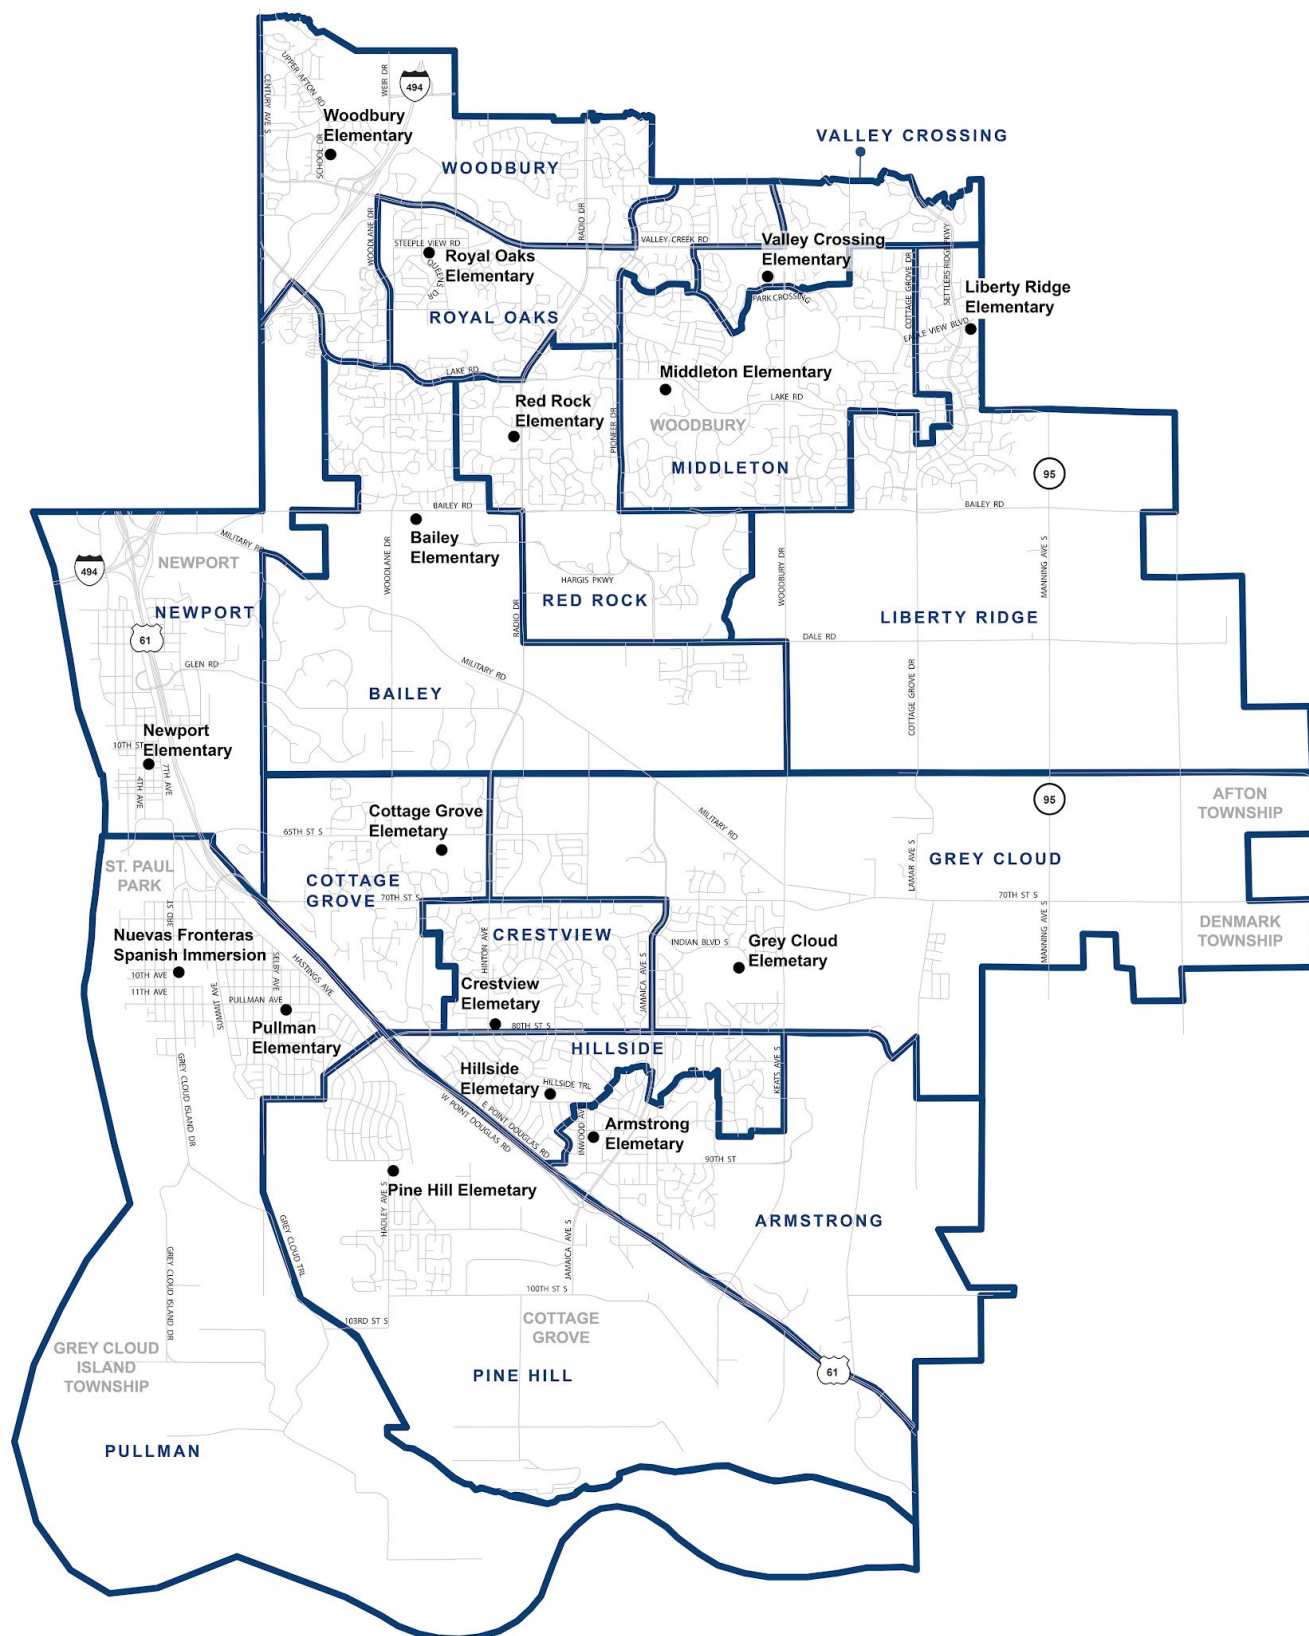 UPPER AFTON RD
CENTURY AVE S
WEIR DR
494
Woodbury
Elementary
SCHOOL DR
WOODBURY
VALLEY CROSSING
WOODLANE DR
RADIO DR
STEEPLE VIEW RD
VALLEY CREEK RD
Royal Oaks
Elementary
QUEENS DR
Valley Crossing
Elementary
PARK CROSSING
COTTAGE GROVE DR
SETTLERS RIDGE PKWY
Liberty Ridge
Elementary
EAGLE VIEW BLVD
ROYAL OAKS
LAKE RD
Middleton Elementary
LAKE RD
Red Rock
Elementary
PIONEER DR
WOODBURY
MIDDLETON
95
BAILEY RD
BAILEY RD
MILITARY RD
Bailey
Elementary
494
NEWPORT
NEWPORT
WOODLANE DR
HARGIS PKWY
RED ROCK
RADIO DR
WOODBURY DR
MANNING AVE S
LIBERTY RIDGE
DALE RD
61
GLEN RD
MILITARY RD
BAILEY
COTTAGE GROVE DR
Newport
Elementary
10TH ST
4TH AVE
7TH AVE
Cottage Grove
Elemetary
65TH ST S
MILITARY RD
95
AFTON
TOWNSHIP
GREY CLOUD
LAMAR AVE S
ST. PAUL
PARK
COTTAGE
GROVE
70TH ST S
70TH ST S
3RD ST
Nuevas Fronteras
Spanish Immersion
10TH AVE
11TH AVE
SELBY AVE
HASTINGS AVE
SUMMIT AVE
PULLMAN AVE
Pullman
Elementary
CRESTVIEW
HINTON AVE
Crestview
Elemetary
80TH ST S
JAMAICA AVE S
INDIAN BLVD S
Grey Cloud
Elemetary
MANNING AVE S
DENMARK
TOWNSHIP
HILLSIDE
Hillside
Elemetary
HILLSIDE TRL
KEATS AVE S
E POINT DOUGLAS RD
W POINT DOUGLAS RD
INWOOD AV
Armstrong
Elemetary
90TH ST
GREY CLOUD ISLAND DR
Pine Hill Elemetary
HADLEY AVE S
ARMSTRONG
GREY CLOUD TRL
JAMAICA AVE S
GREY CLOUD ISLAND DR
100TH ST S
103RD ST S
COTTAGE
GROVE
GREY CLOUD
ISLAND
TOWNSHIP
PINE HILL
61
PULLMAN